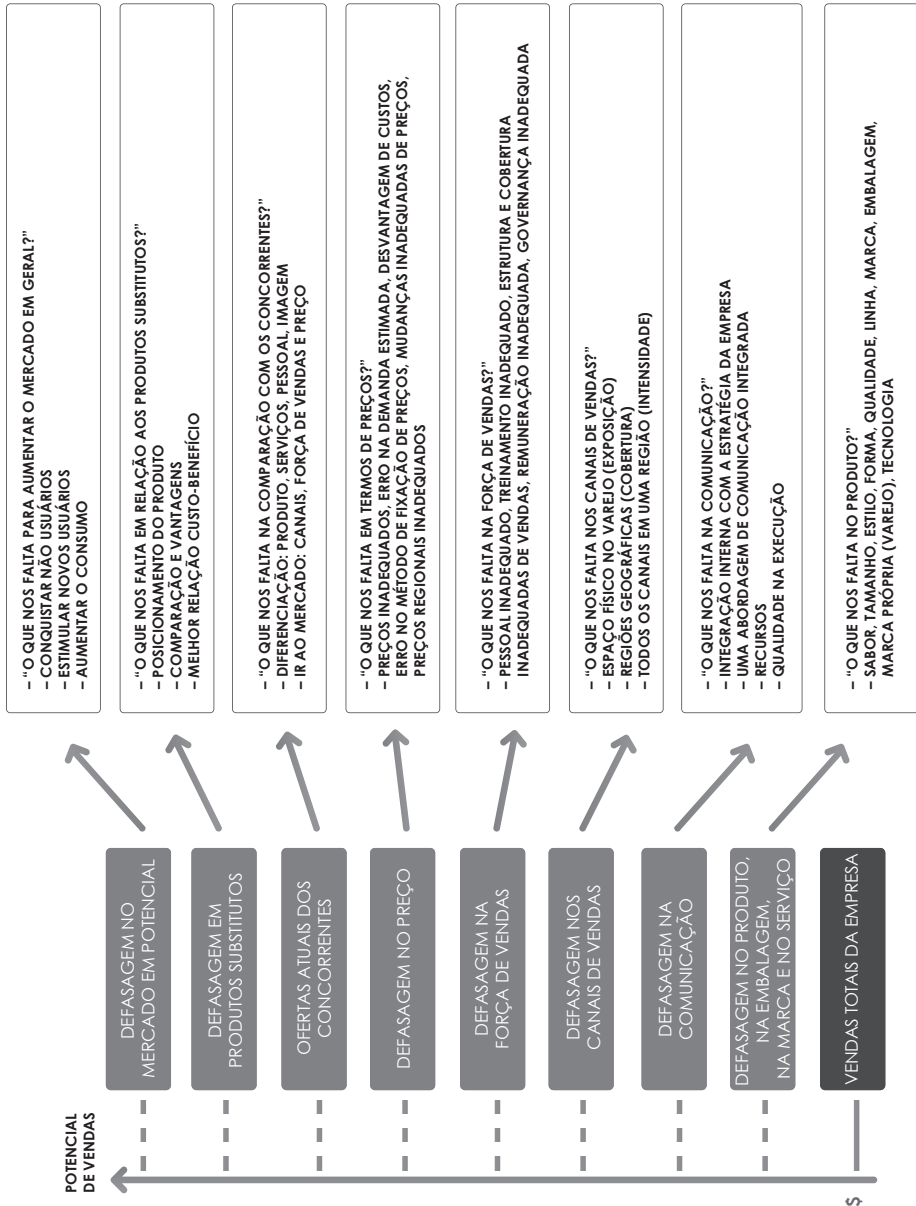 POTENCIAL
DE VENDAS
DEFASAGEM NO
MERCADO EM POTENCIAL
– “O QUE NOS FALTA PARA AUMENTAR O MERCADO EM GERAL?”
– CONQUISTAR NÃO USUÁRIOS
– ESTIMULAR NOVOS USUÁRIOS
– AUMENTAR O CONSUMO
DEFASAGEM EM
PRODUTOS SUBSTITUTOS
– “O QUE NOS FALTA EM RELAÇÃO AOS PRODUTOS SUBSTITUTOS?”
– POSICIONAMENTO DO PRODUTO
– COMPARAÇÃO E VANTAGENS
– MELHOR RELAÇÃO CUSTO-BENEFÍCIO
OFERTAS ATUAIS DOS
CONCORRENTES
– “O QUE NOS FALTA NA COMPARAÇÃO COM OS CONCORRENTES?”
– DIFERENCIAÇÃO: PRODUTO, SERVIÇOS, PESSOAL, IMAGEM
– IR AO MERCADO: CANAIS, FORÇA DE VENDAS E PREÇO
DEFASAGEM NO PREÇO
– “O QUE NOS FALTA EM TERMOS DE PREÇOS?”
– PREÇOS INADEQUADOS, ERRO NA DEMANDA ESTIMADA, DESVANTAGEM DE CUSTOS,
ERRO NO MÉTODO DE FIXAÇÃO DE PREÇOS, MUDANÇAS INADEQUADAS DE PREÇOS,
PREÇOS REGIONAIS INADEQUADOS
DEFASAGEM NA
FORÇA DE VENDAS
– “O QUE NOS FALTA NA FORÇA DE VENDAS?”
– PESSOAL INADEQUADO, TREINAMENTO INADEQUADO, ESTRUTURA E COBERTURA
INADEQUADAS DE VENDAS, REMUNERAÇÃO INADEQUADA, GOVERNANÇA INADEQUADA
DEFASAGEM NOS
CANAIS DE VENDAS
– “O QUE NOS FALTA NOS CANAIS DE VENDAS?”
– ESPAÇO FÍSICO NO VAREJO (EXPOSIÇÃO)
– REGIÕES GEOGRÁFICAS (COBERTURA)
– TODOS OS CANAIS EM UMA REGIÃO (INTENSIDADE)
DEFASAGEM NA
COMUNICAÇÃO
– “O QUE NOS FALTA NA COMUNICAÇÃO?”
– INTEGRAÇÃO INTERNA COM A ESTRATÉGIA DA EMPRESA
– UMA ABORDAGEM DE COMUNICAÇÃO INTEGRADA
– RECURSOS
– QUALIDADE NA EXECUÇÃO
DEFASAGEM NO PRODUTO,
NA EMBALAGEM,
NA MARCA E NO SERVIÇO
– “O QUE NOS FALTA NO PRODUTO?”
– SABOR, TAMANHO, ESTILO, FORMA, QUALIDADE, LINHA, MARCA, EMBALAGEM,
MARCA PRÓPRIA (VAREJO), TECNOLOGIA
$
VENDAS TOTAIS DA EMPRESA